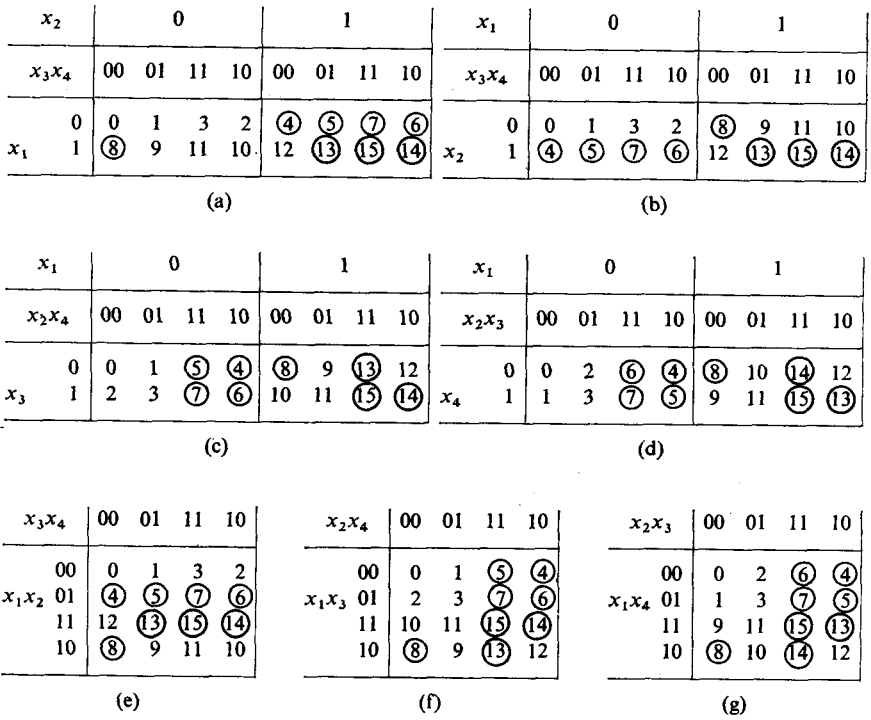 x2 0 1
x3x4 00 01 11 10 00 01 11 10
0 0 1 3 2 4 5 7 6
x1 1 8 9 11 10 12 13 15 14
(a)
x1 0 1
x3x4 00 01 11 10 00 01 11 10
0 0 1 3 2 8 9 11 10
x2 1 4 5 7 6 12 13 15 14
(b)
x1 0 1
x2x4 00 01 11 10 00 01 11 10
0 0 1 5 4 8 9 13 12
x3 1 2 3 7 6 10 11 15 14
(c)
x1 0 1
x2x3 00 01 11 10 00 01 11 10
0 0 2 6 4 8 10 14 12
x4 1 1 3 7 5 9 11 15 13
(d)
x3x4 00 01 11 10
00 0 1 3 2
x1x2 01 4 5 7 6
11 12 13 15 14
10 8 9 11 10
(e)
x2x4 00 01 11 10
00 0 1 5 4
x1x3 01 2 3 7 6
11 10 11 15 14
10 8 9 13 12
(f)
x2x3 00 01 11 10
00 0 2 6 4
x1x4 01 1 3 7 5
11 9 11 15 13
10 8 10 14 12
(g)